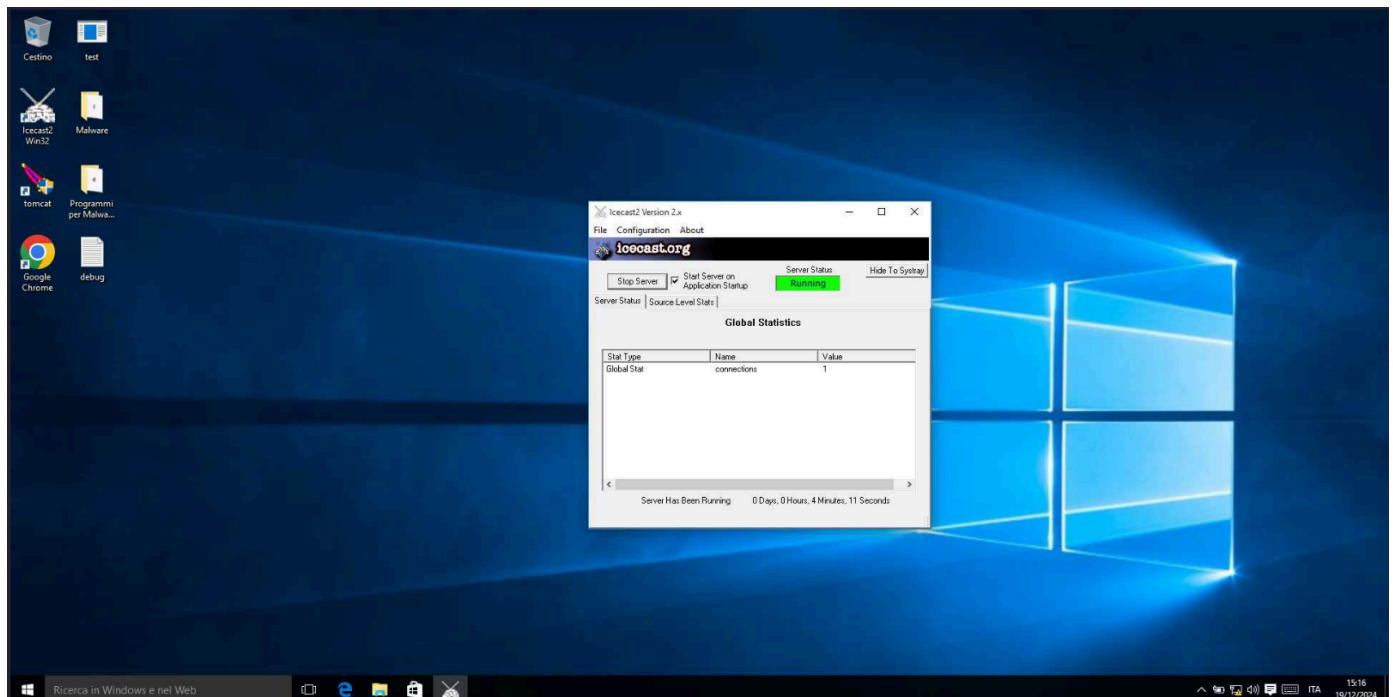 Cestino
test
Icecast2
Win32
Malware
tomcat
Programmi
per Malwa...
Google
Chrome
debug
Icecast2 Version 2.x
File Configuration About
icecast.org
Stop Server
Start Server on
Application Startup
Server Status
Running
Hide To Systray
Server Status
Source Level Stats
Global Statistics
Stat Type Name Value
Global Stat connections 1
Server Has Been Running 0 Days, 0 Hours, 4 Minutes, 11 Seconds
Ricerca in Windows e nel Web
ITA
15:16
19/12/2024